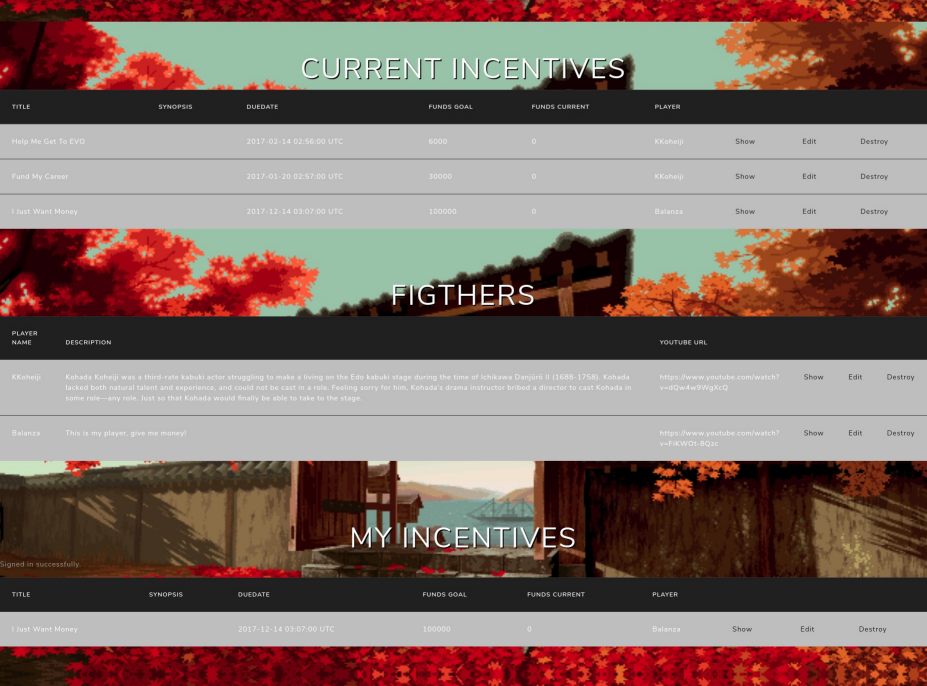 CURRENT INCENTIVES
TITLE SYNOPSIS DUEDATE FUNDS GOAL FUNDS CURRENT PLAYER
Help Me Get To EVO 2017-02-14 02:56:00 UTC 6000 0 KKoheiji Show Edit Destroy
Fund My Career 2017-01-20 02:57:00 UTC 30000 0 KKoheiji Show Edit Destroy
I Just Want Money 2017-12-14 03:07:00 UTC 100000 0 Balanza Show Edit Destroy
FIGTHERS
PLAYER
NAME DESCRIPTION YOUTUBE URL
KKoheiji Kohada Koheiji was a third-rate kabuki actor struggling to make a living on the Edo kabuki stage during the time of Ichikawa Danjūrō II (1688-1758). Kohada https://www.youtube.com/watch? Show Edit Destroy
lacked both natural talent and experience, and could not be cast in a role. Feeling sorry for him, Kohada's drama instructor bribed a director to cast Kohada in v=dQw4w9WgXcQ
some role—any role. Just so that Kohada would finally be able to take to the stage.
Balanza This is my player, give me money! https://www.youtube.com/watch? Show Edit Destroy
v=FiKWOt-8Qzc
MY INCENTIVES
Signed in successfully.
TITLE SYNOPSIS DUEDATE FUNDS GOAL FUNDS CURRENT PLAYER
I Just Want Money 2017-12-14 03:07:00 UTC 100000 0 Balanza Show Edit Destroy